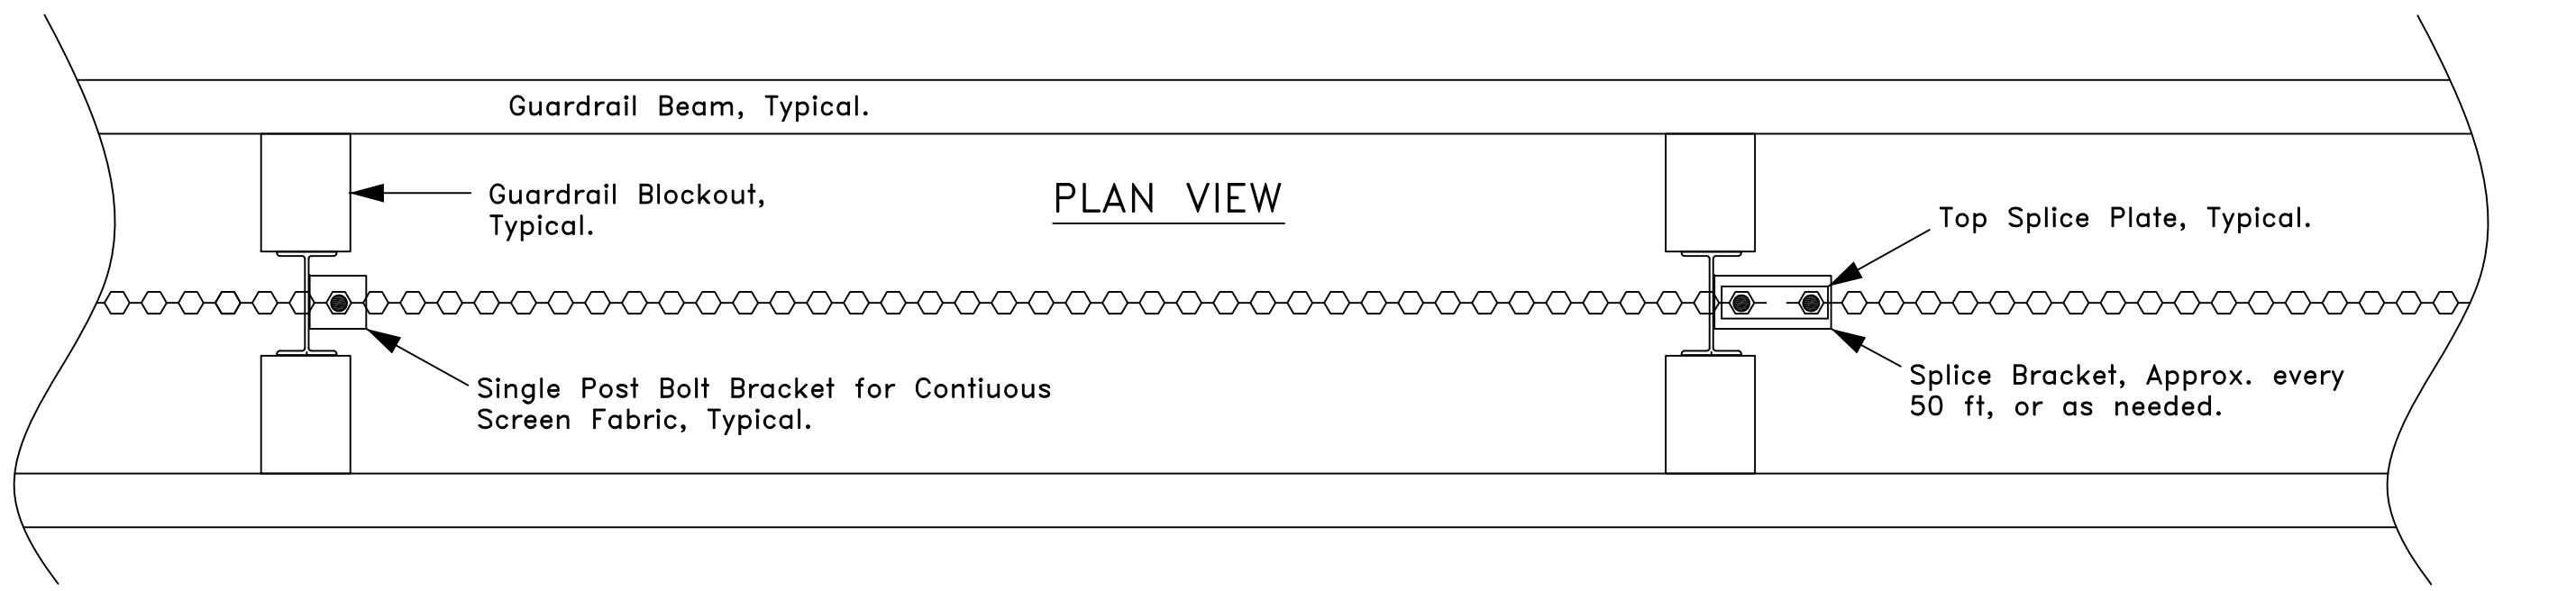 Guardrail Beam, Typical.
Guardrail Blockout,
Typical.
PLAN VIEW
Top Splice Plate, Typical.
Single Post Bolt Bracket for Contiuous
Screen Fabric, Typical.
Splice Bracket, Approx. every
50 ft, or as needed.